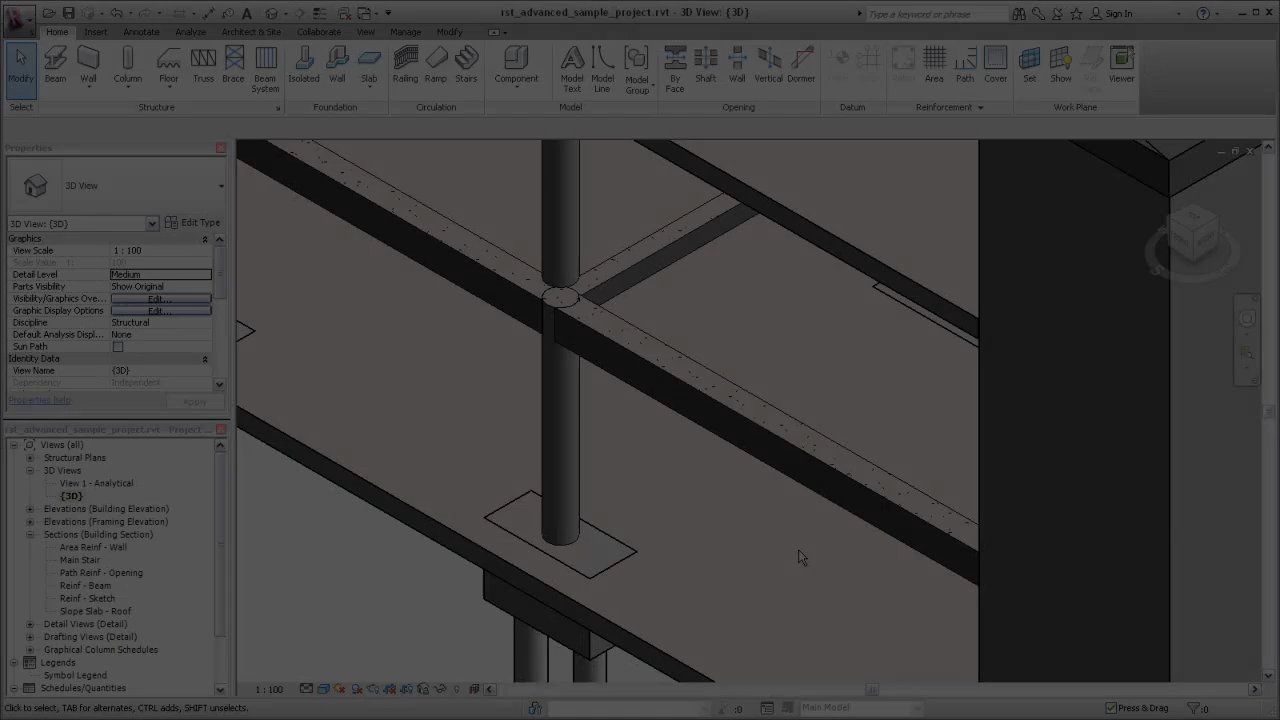 rst_advanced_sample_project.rvt - 3D View: {3D}
Type a keyword or phrase
Sign In
Home Insert Annotate Analyze Architect & Site Collaborate View Manage Modify
Modify Beam Wall Column Floor Truss Brace Beam System Isolated Wall Slab Railing Ramp Stairs Component Model Text Model Line Model Group By Face Shaft Wall Vertical Dormer Area Path Cover Set Show Viewer
Select Structure Foundation Circulation Model Opening Datum Reinforcement Work Plane
Properties
3D View
3D View: {3D} Edit Type
Graphics
View Scale 1 : 100
Scale Value 1: 100
Detail Level Medium
Parts Visibility Show Original
Visibility/Graphics Ove... Edit...
Graphic Display Options Edit...
Discipline Structural
Default Analysis Displ... None
Sun Path
Identity Data
View Name {3D}
Dependency Independent
Properties help Apply
rst_advanced_sample_project.rvt - Project ...
Views (all)
Structural Plans
3D Views
View 1 - Analytical
{3D}
Elevations (Building Elevation)
Elevations (Framing Elevation)
Sections (Building Section)
Area Reinf - Wall
Main Stair
Path Reinf - Opening
Reinf - Beam
Reinf - Sketch
Slope Slab - Roof
Detail Views (Detail)
Drafting Views (Detail)
Graphical Column Schedules
Legends
Symbol Legend
Schedules/Quantities
1 : 100
Click to select, TAB for alternates, CTRL adds, SHIFT unselects.
:0
Main Model
Press & Drag
:0